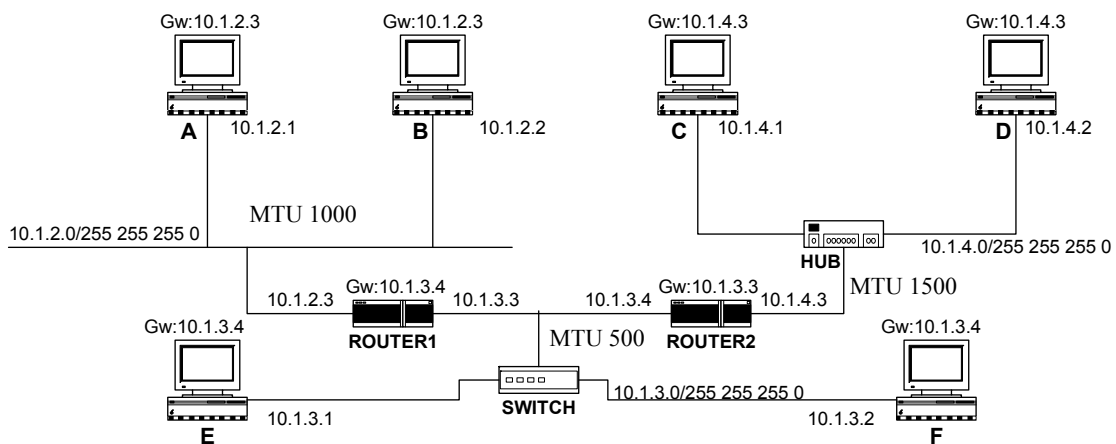 Gw:10.1.2.3
Gw:10.1.2.3
Gw:10.1.4.3
Gw:10.1.4.3
A
10.1.2.1
B
10.1.2.2
C
10.1.4.1
D
10.1.4.2
MTU 1000
10.1.2.0/255 255 255 0
HUB
10.1.4.0/255 255 255 0
MTU 1500
10.1.2.3
Gw:10.1.3.4
10.1.3.3
10.1.3.4
Gw:10.1.3.3
10.1.4.3
ROUTER1
MTU 500
ROUTER2
Gw:10.1.3.4
Gw:10.1.3.4
SWITCH
10.1.3.0/255 255 255 0
E
10.1.3.1
10.1.3.2
F